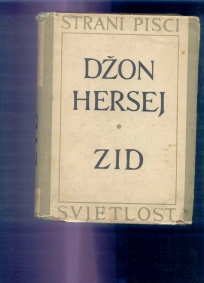 STRANI PISCI
DŽON
HERSEJ
•
ZID
SVJETLOST